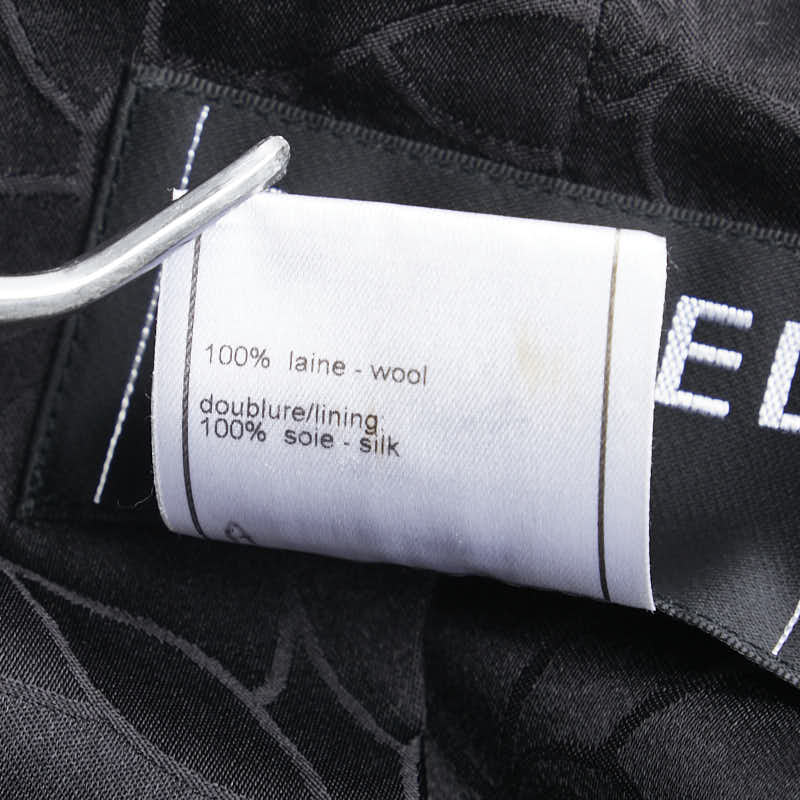 100% laine - wool
doublure/lining
100% soie - silk
EL